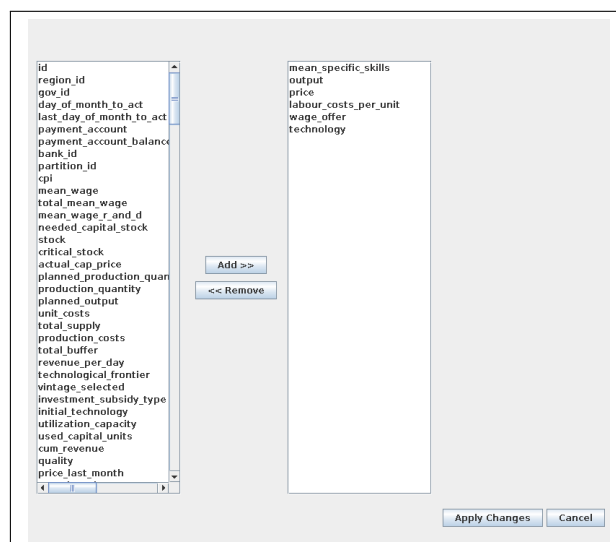 id
region_id
gov_id
day_of_month_to_act
last_day_of_month_to_act
payment_account
payment_account_balanc
bank_id
partition_id
cpi
mean_wage
total_mean_wage
mean_wage_r_and_d
needed_capital_stock
stock
critical_stock
actual_cap_price
planned_production_quan
production_quantity
planned_output
unit_costs
total_supply
production_costs
total_buffer
revenue_per_day
technological_frontier
vintage_selected
investment_subsidy_type
initial_technology
utilization_capacity
used_capital_units
cum_revenue
quality
price_last_month
Add >>
<< Remove
mean_specific_skills
output
price
labour_costs_per_unit
wage_offer
technology
Apply Changes
Cancel